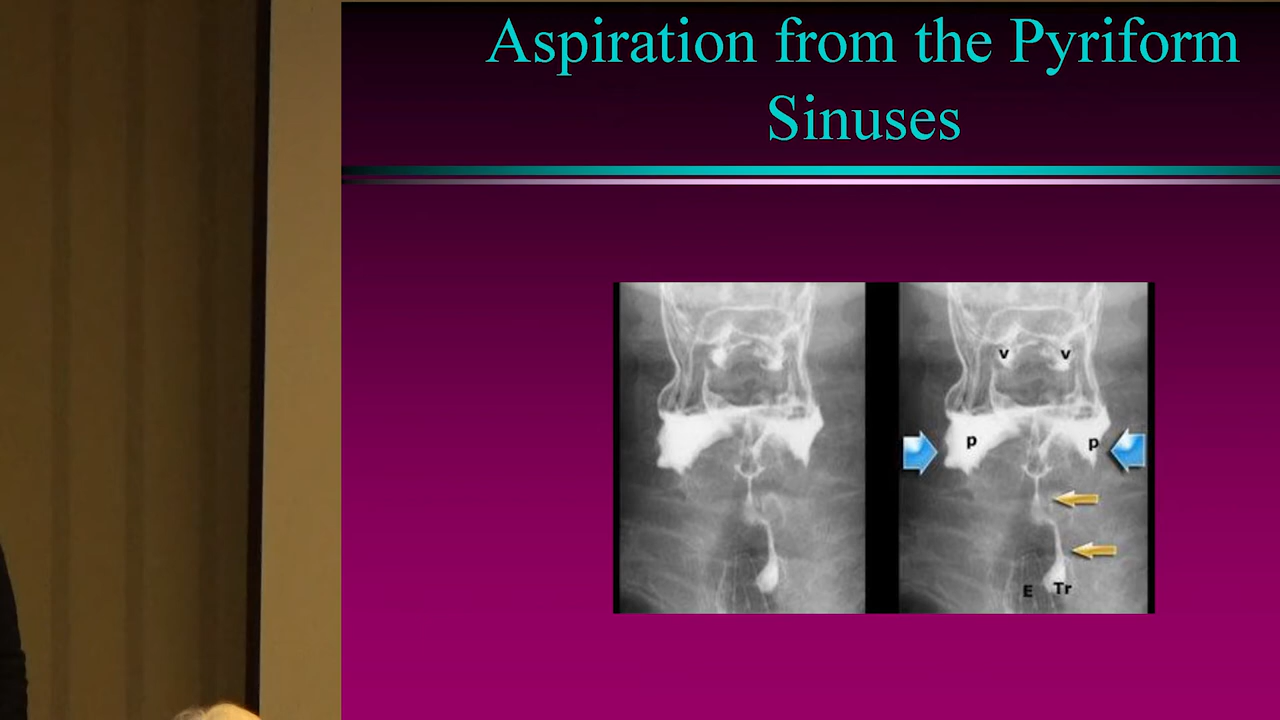 Aspiration from the Pyriform
Sinuses
v v
p p
E Tr